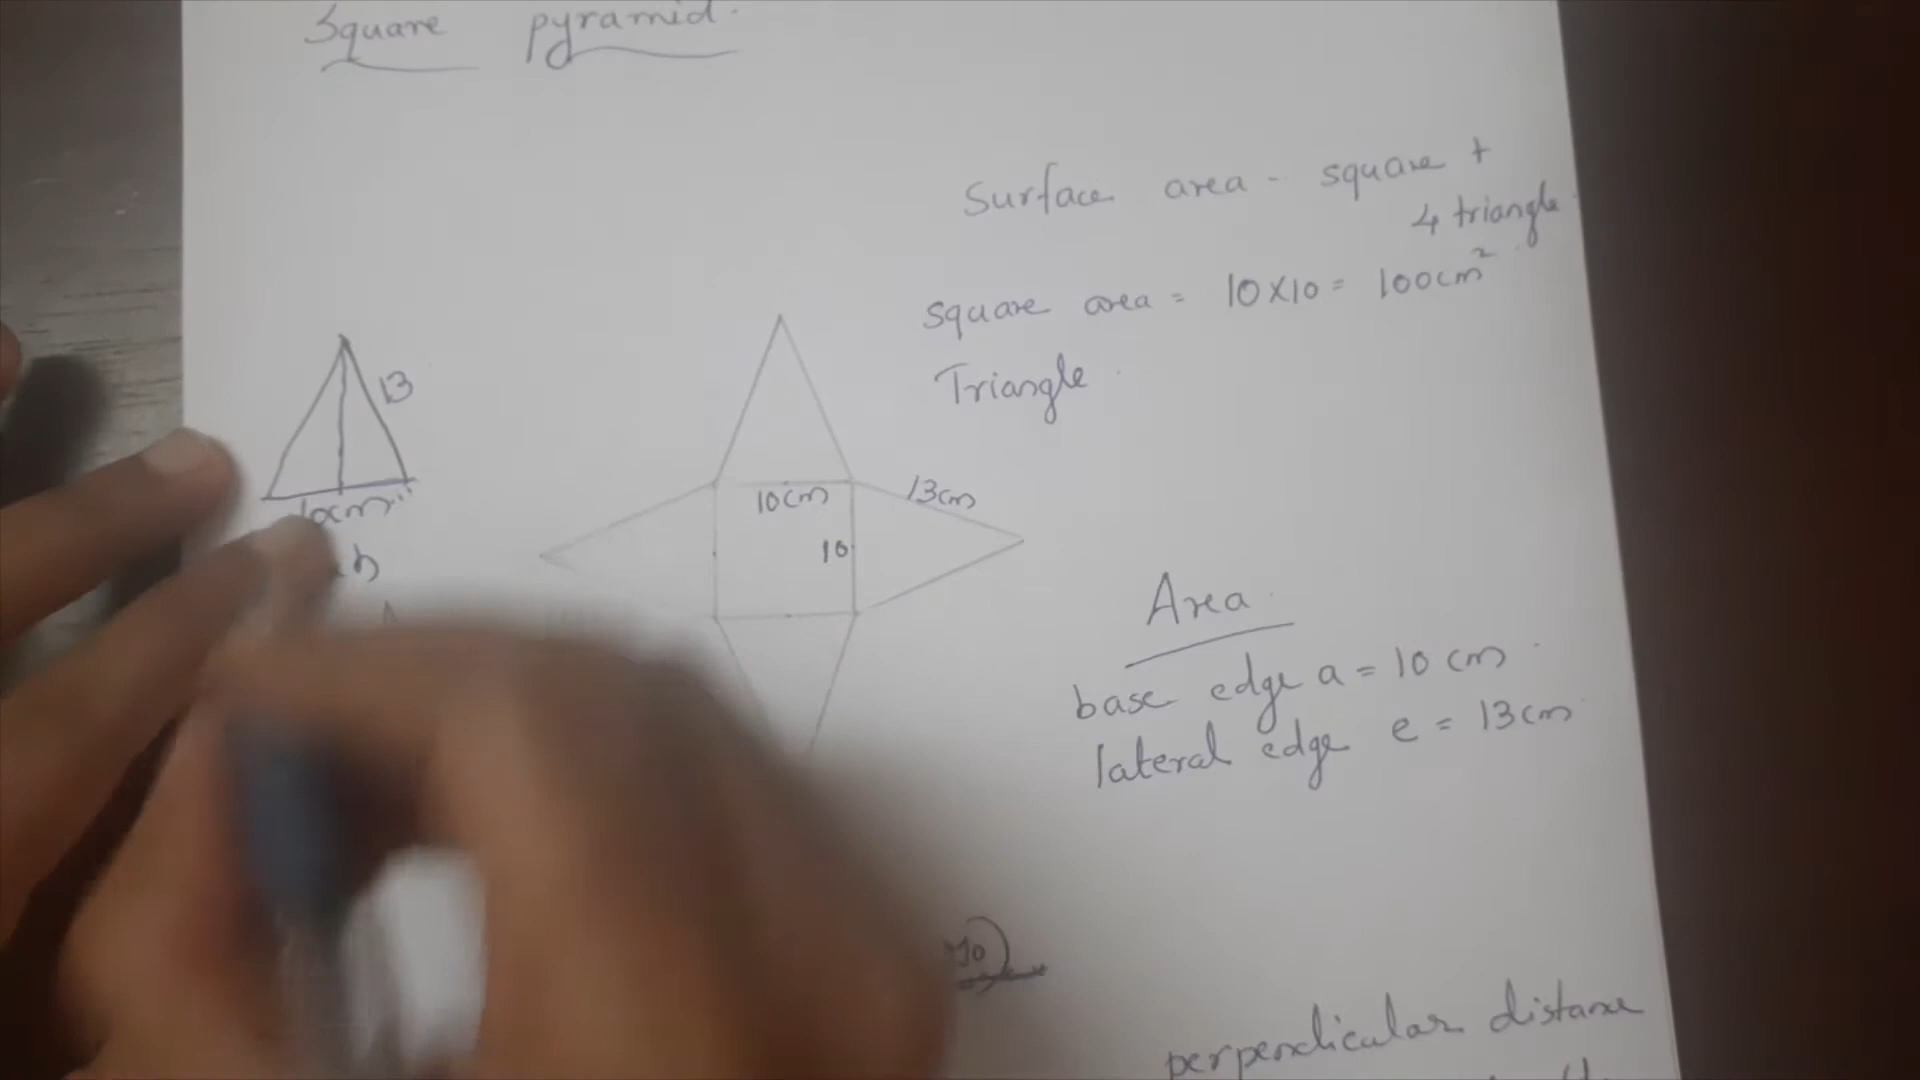 Square pyramid.
Surface area - square +
4 triangle
square area = 10x10 = 100cm²
Triangle
13
10cm
13cm
10cm
10
h
Area
base edge a = 10 cm
lateral edge e = 13cm
perpendicular distance